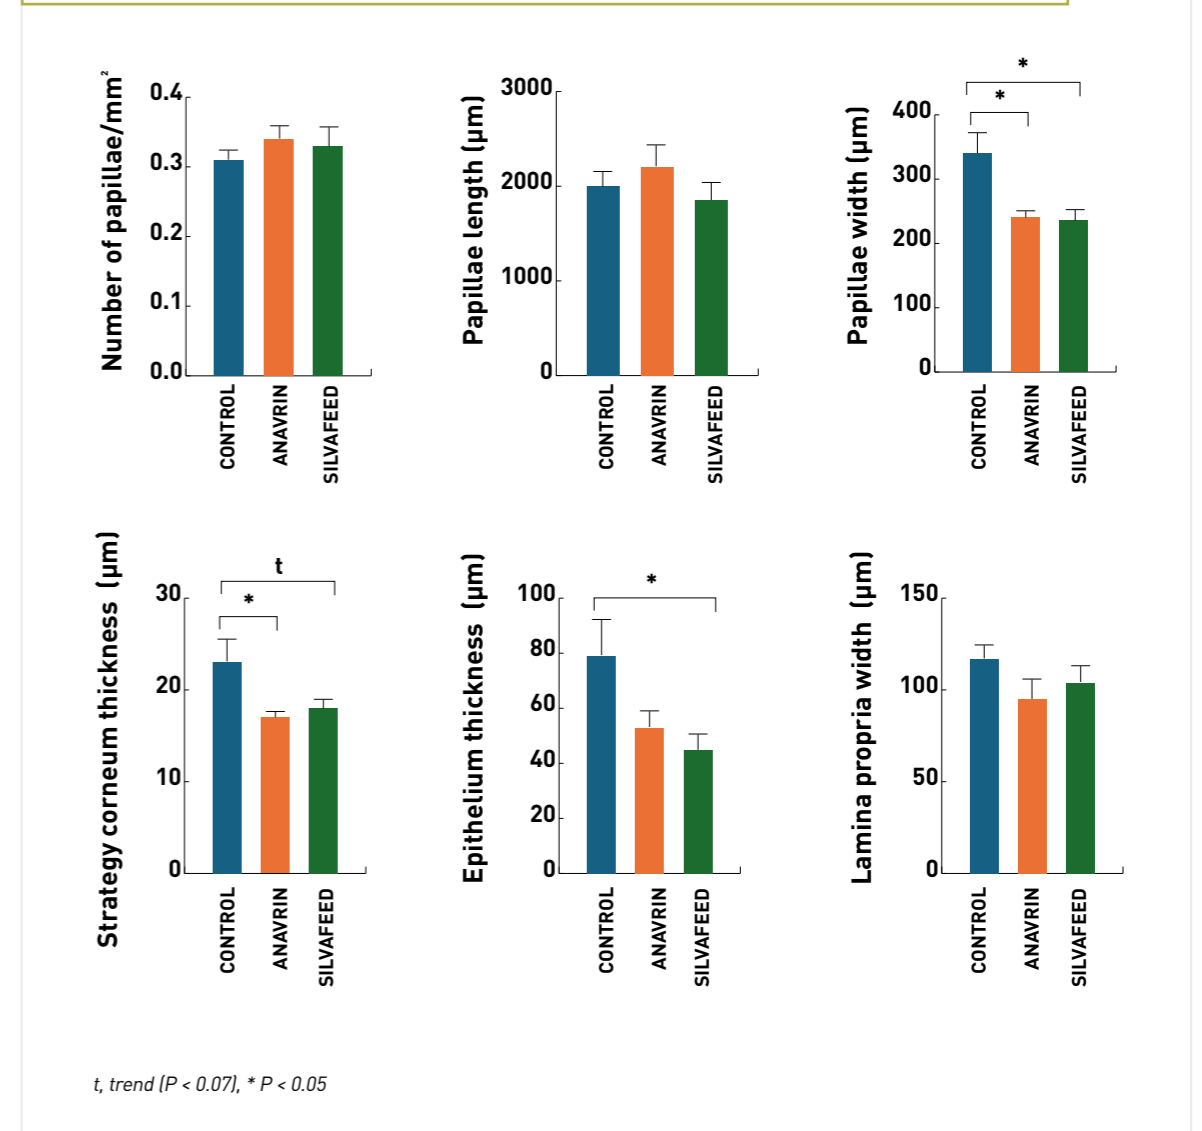 Number of papillae/mm²
0.4
0.3
0.2
0.1
0.0
CONTROL
ANAVRIN
SILVAFEED
Papillae length (µm)
3000
2000
1000
0
CONTROL
ANAVRIN
SILVAFEED
Papillae width (µm)
400
300
200
100
0
*
*
CONTROL
ANAVRIN
SILVAFEED
Strategy corneum thickness (µm)
30
20
10
0
t
*
CONTROL
ANAVRIN
SILVAFEED
Epithelium thickness (µm)
100
80
60
40
20
0
*
CONTROL
ANAVRIN
SILVAFEED
Lamina propria width (µm)
150
100
50
0
CONTROL
ANAVRIN
SILVAFEED
t, trend (P < 0.07), * P < 0.05